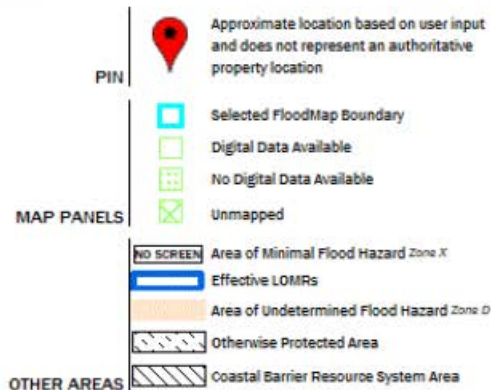 Approximate location based on user input
and does not represent an authoritative
property location
PIN
Selected FloodMap Boundary
Digital Data Available
No Digital Data Available
Unmapped
MAP PANELS
NO SCREEN Area of Minimal Flood Hazard Zone X
Effective LOMRs
Area of Undetermined Flood Hazard Zone D
Otherwise Protected Area
Coastal Barrier Resource System Area
OTHER AREAS